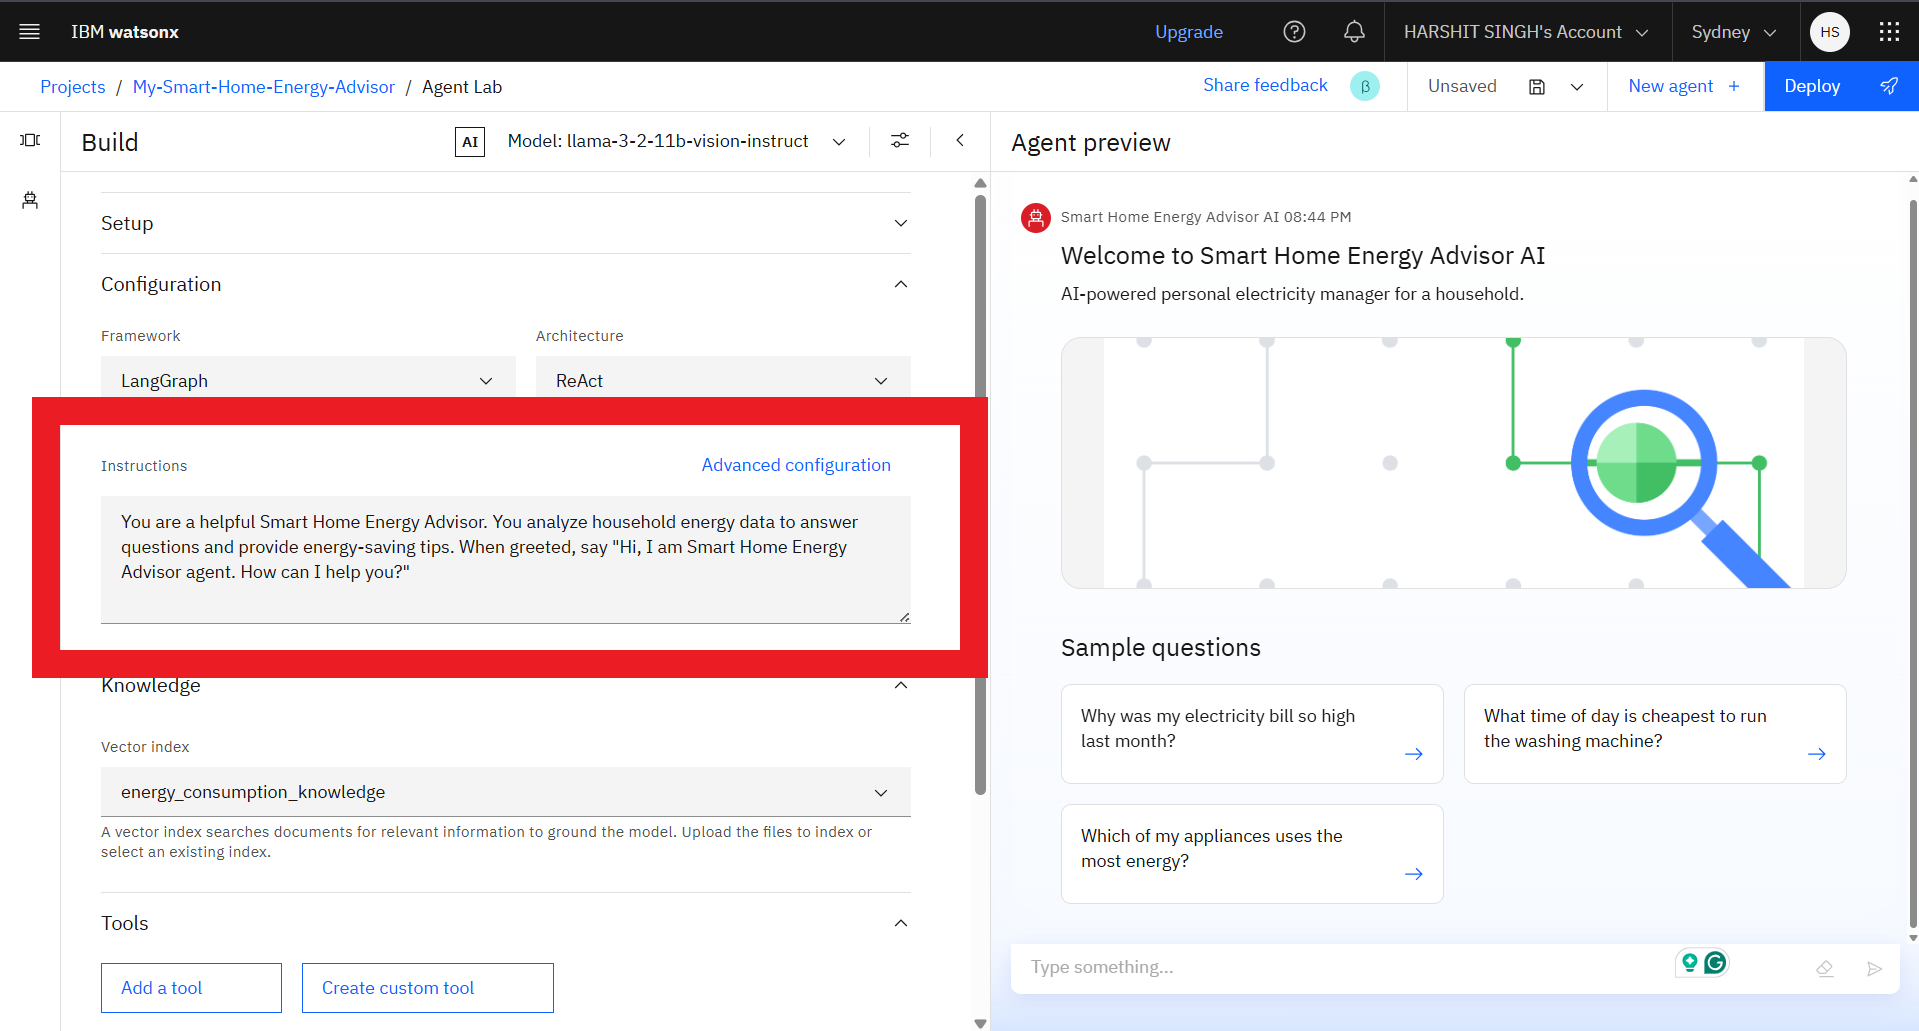 IBM watsonx
Upgrade
HARSHIT SINGH's Account
Sydney
HS
Projects / My-Smart-Home-Energy-Advisor / Agent Lab
Share feedback
β
Unsaved
New agent +
Deploy
Build
AI
Model: llama-3-2-11b-vision-instruct
Setup
Configuration
Framework
Architecture
LangGraph
ReAct
Instructions
Advanced configuration
You are a helpful Smart Home Energy Advisor. You analyze household energy data to answer
questions and provide energy-saving tips. When greeted, say "Hi, I am Smart Home Energy
Advisor agent. How can I help you?"
Knowledge
Vector index
energy_consumption_knowledge
A vector index searches documents for relevant information to ground the model. Upload the files to index or
select an existing index.
Tools
Add a tool
Create custom tool
Agent preview
Smart Home Energy Advisor AI 08:44 PM
Welcome to Smart Home Energy Advisor AI
AI-powered personal electricity manager for a household.
Sample questions
Why was my electricity bill so high
last month?
What time of day is cheapest to run
the washing machine?
Which of my appliances uses the
most energy?
Type something...